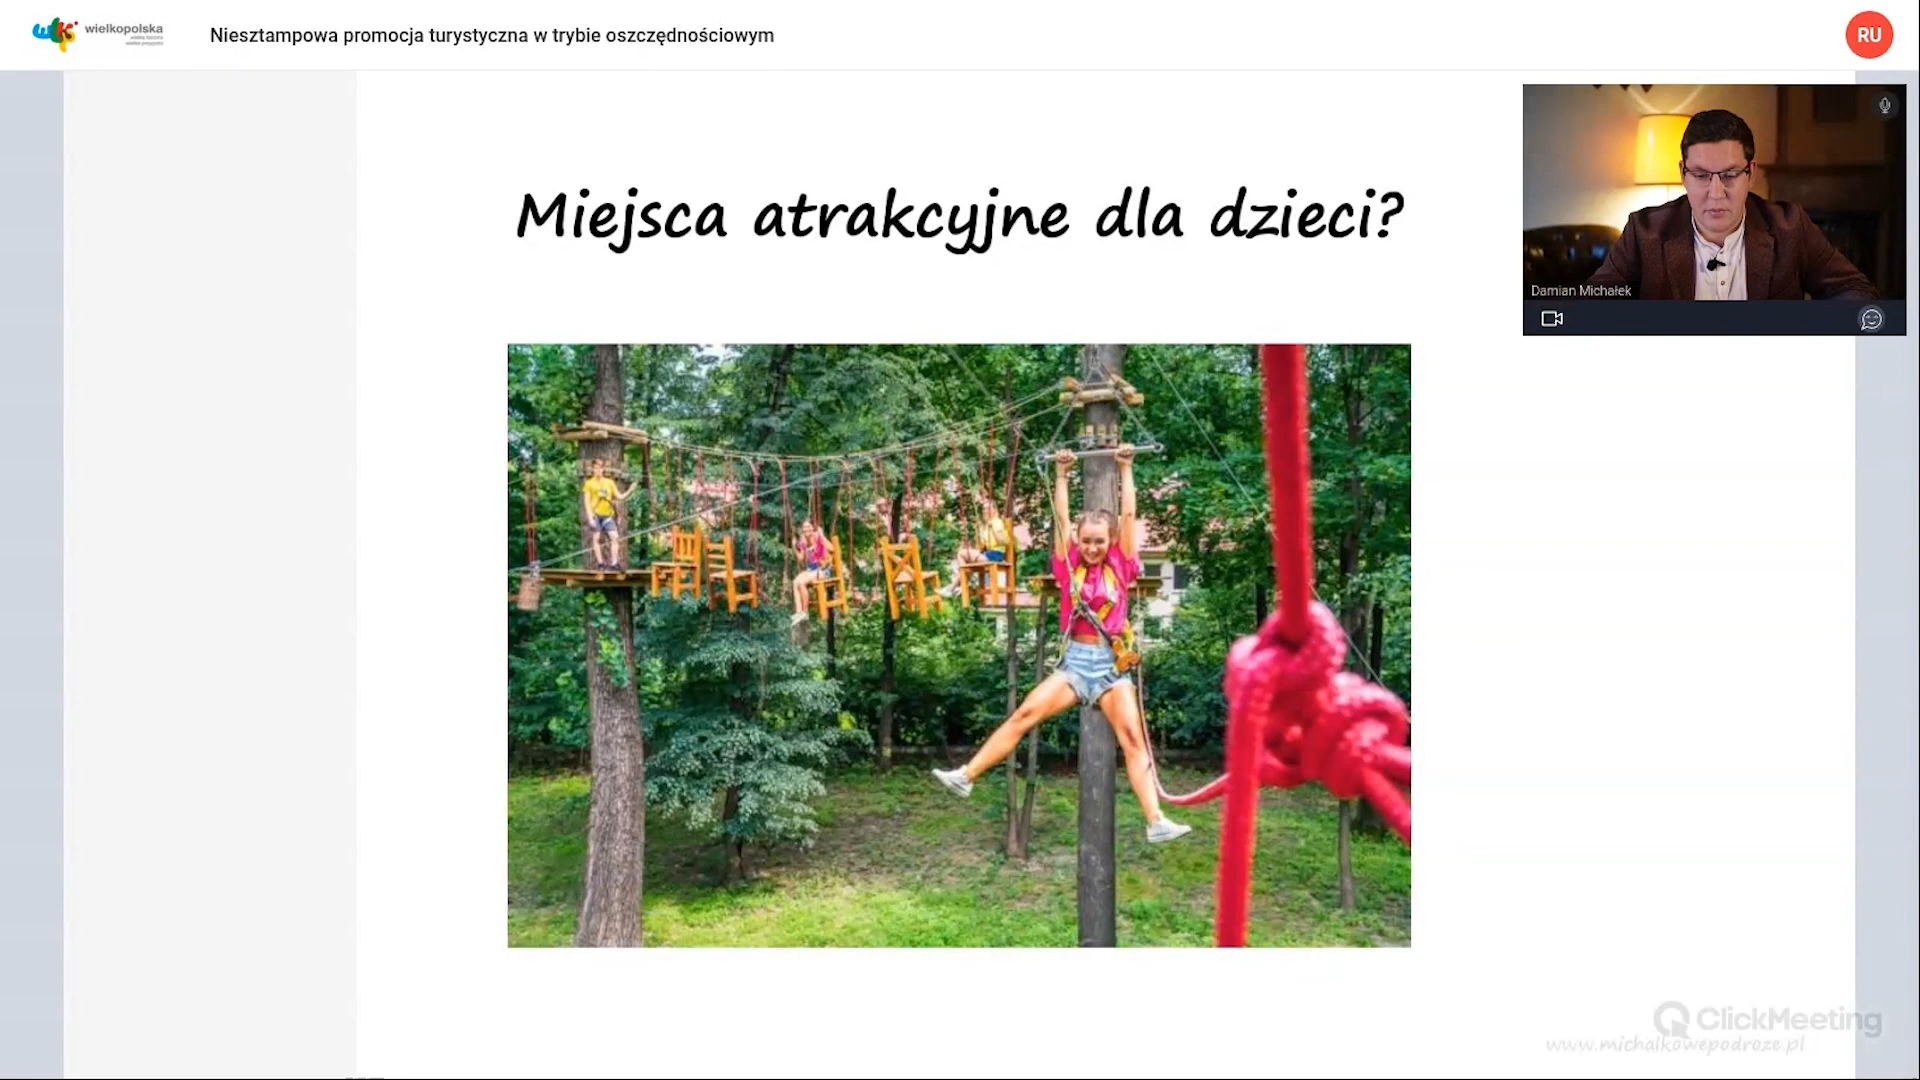 wielkopolska
Niesztampowa promocja turystyczna w trybie oszczędnościowym
RU
Miejsca atrakcyjne dla dzieci?
Damian Michałek
ClickMeeting
www.michalkowepodroze.pl